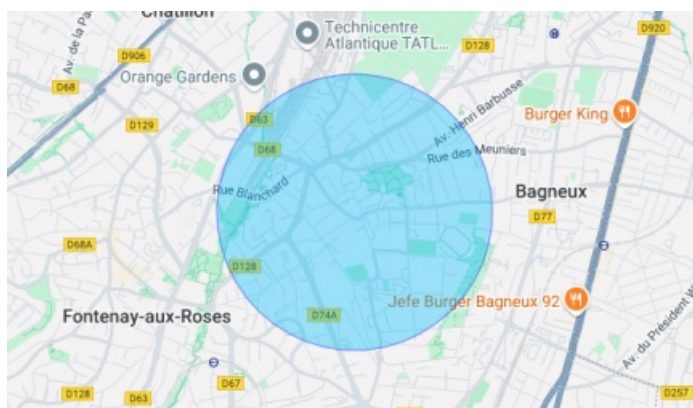 Châtillon
Technicentre
Atlantique TATL...
D920
D906
D128
Av. de la Pa
Orange Gardens
D68
D63
Burger King
D129
Av. Henri Barbusse
D68
Rue des Meuniers
Rue Blanchard
Bagneux
D77
D68A
D128
Jefe Burger Bagneux 92
Fontenay-aux-Roses
D74A
Av. du Président W
D67
D128
D63
D257